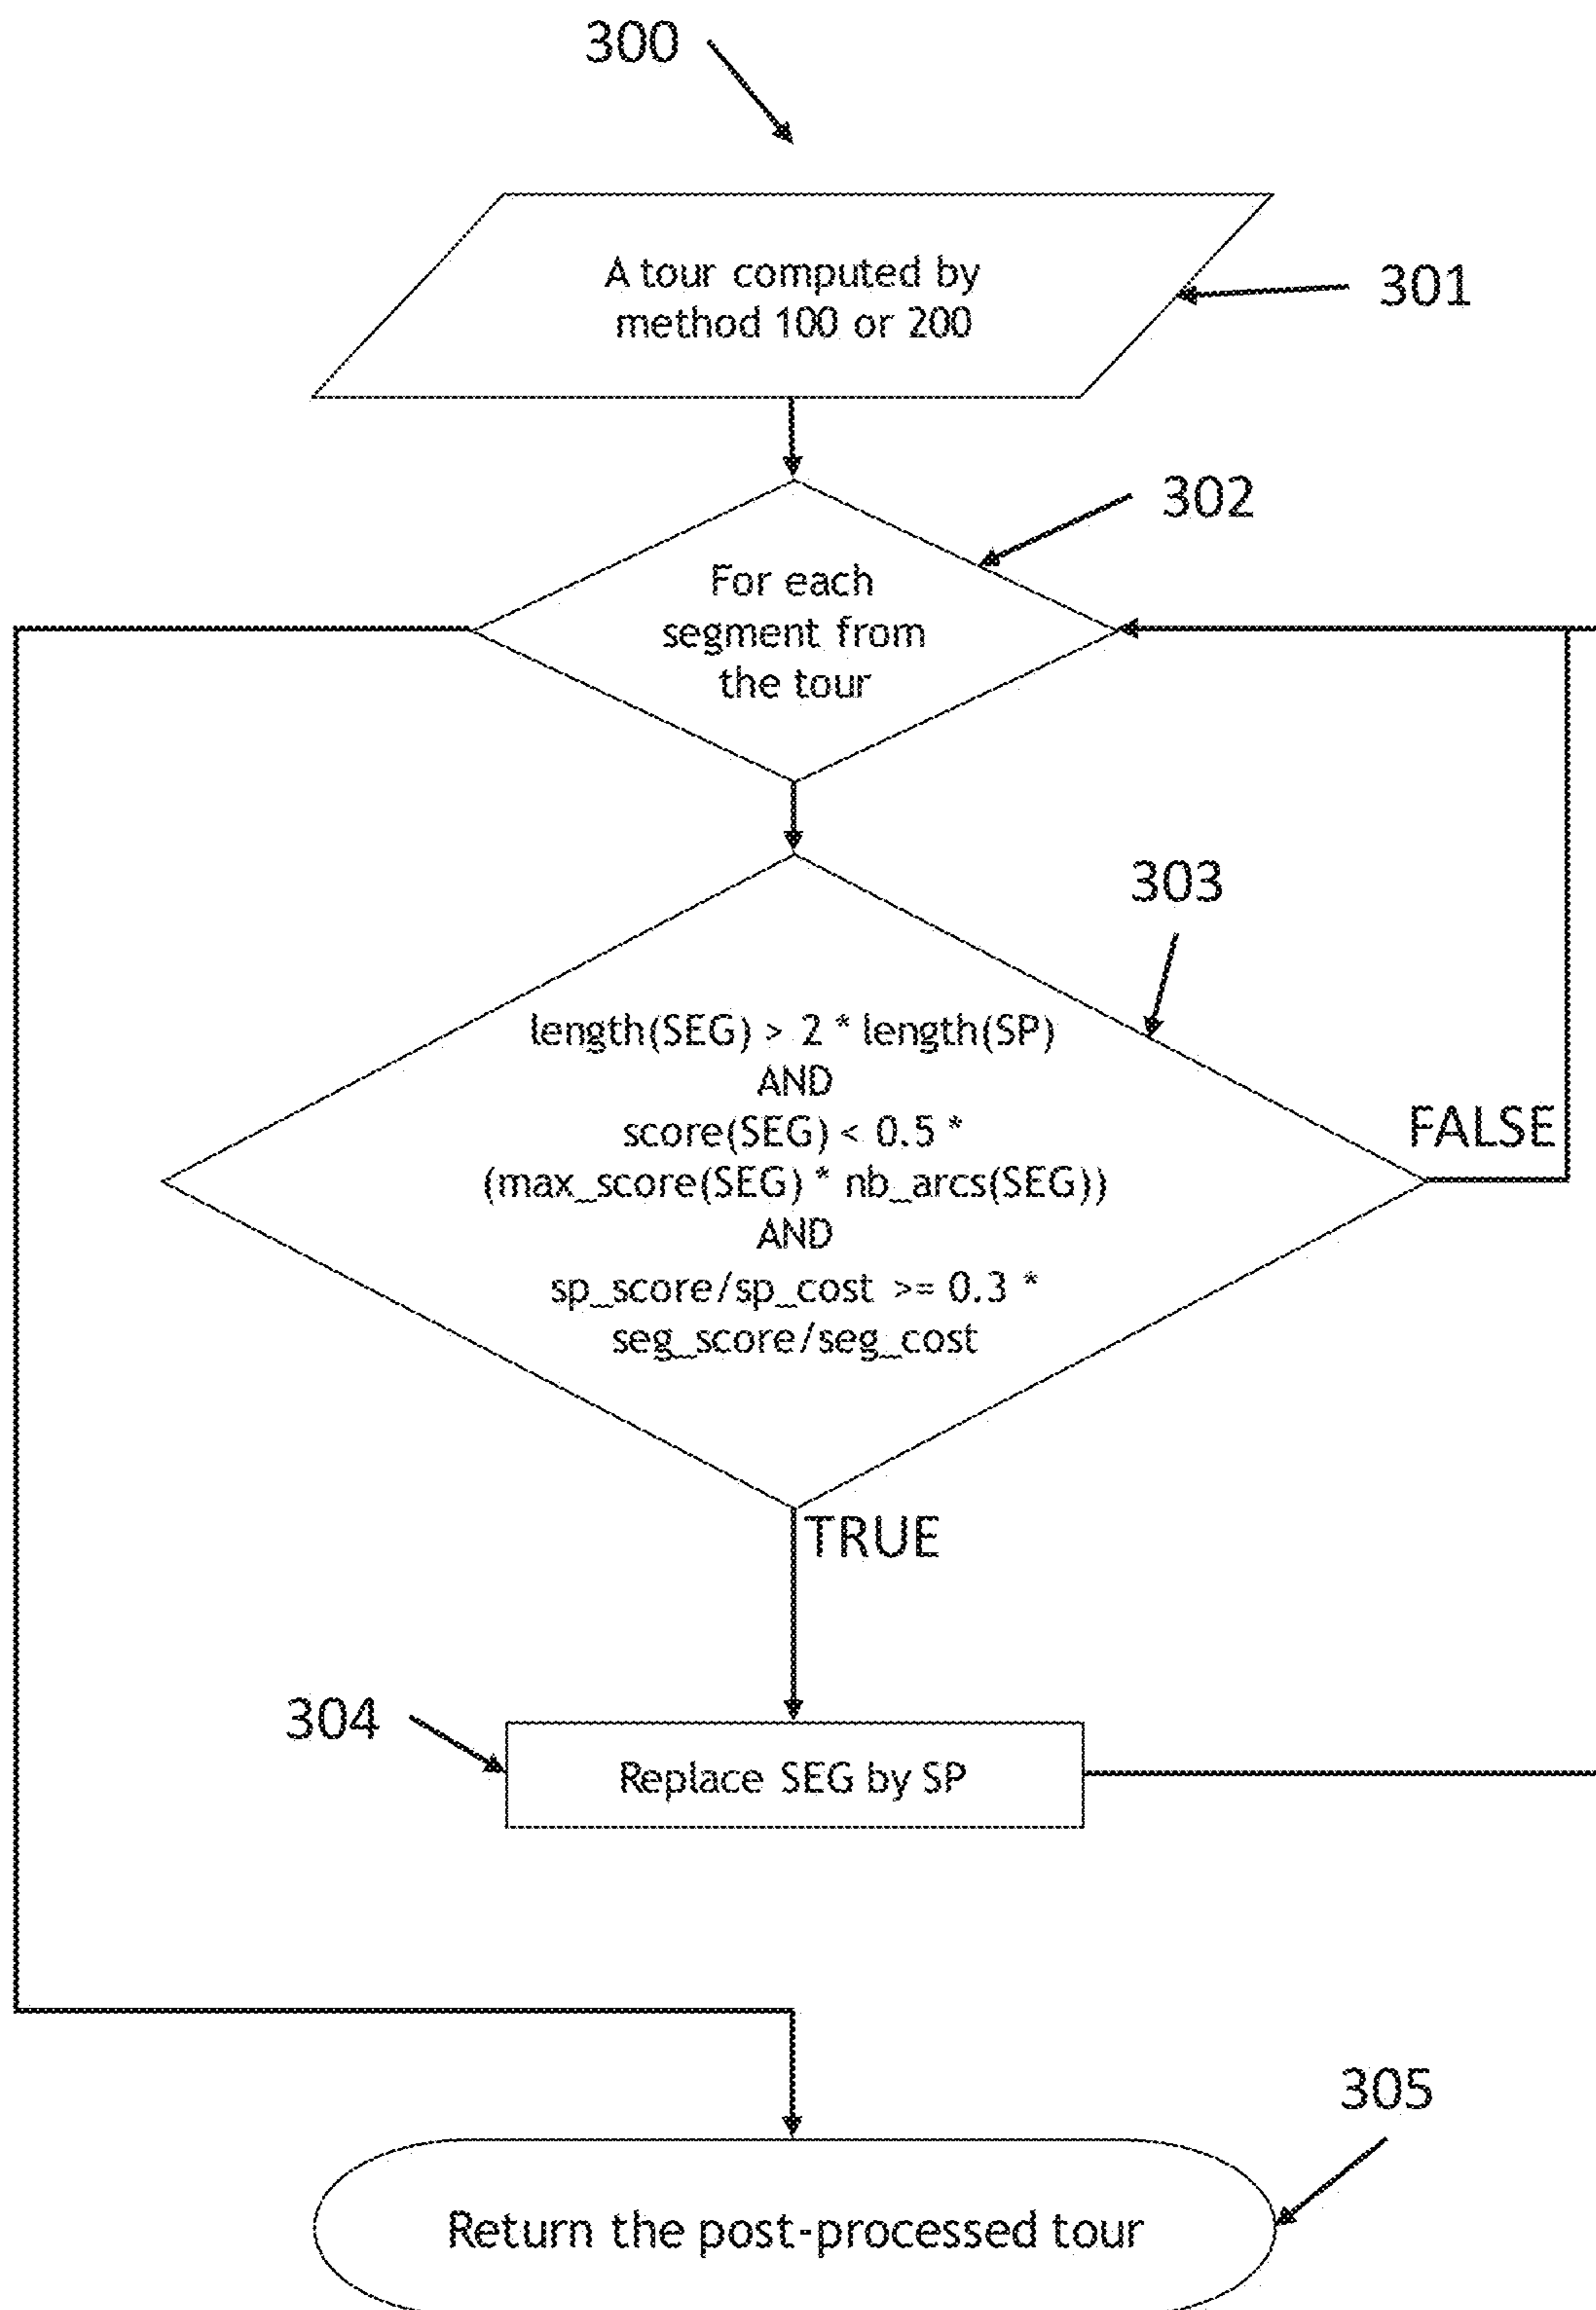 300
A tour computed by
method 100 or 200
301
302
For each
segment from
the tour
303
length(SEG) > 2 * length(SP)
AND
score(SEG) < 0.5 *
(max_score(SEG) * nb_arcs(SEG))
AND
sp_score/sp_cost >= 0.3 *
seg_score/seg_cost
FALSE
TRUE
304
Replace SEG by SP
305
Return the post-processed tour